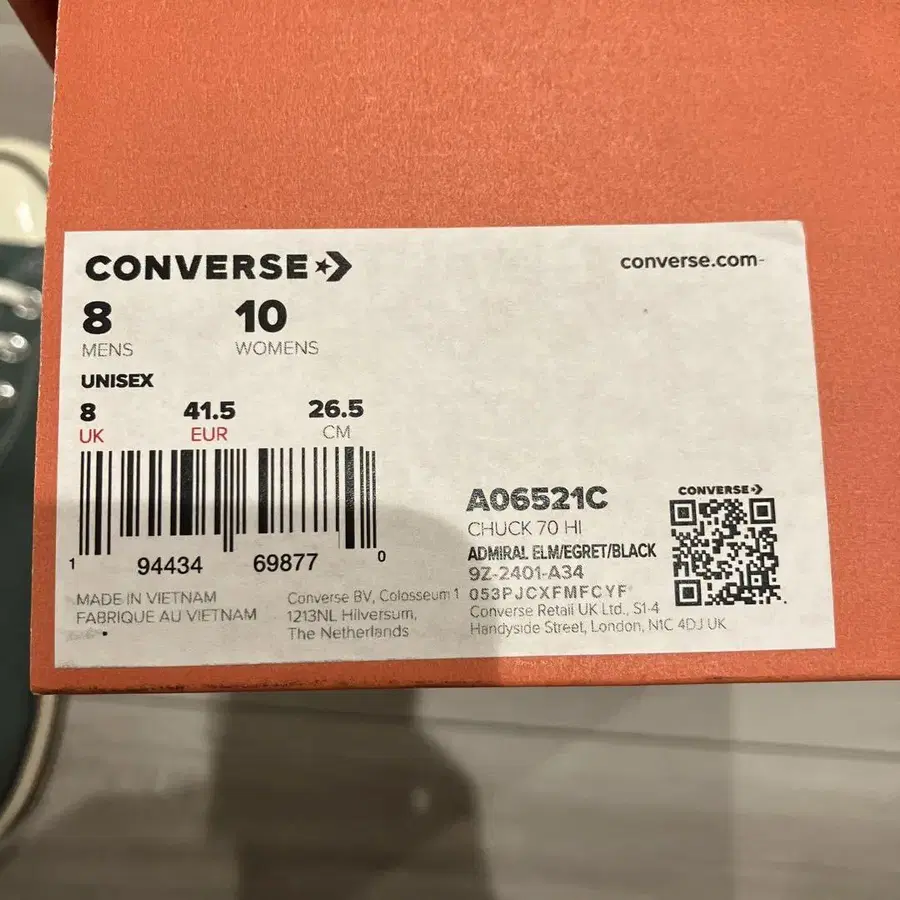 CONVERSE
converse.com
8 10
MENS WOMENS
UNISEX
8 41.5 26.5
UK EUR CM
1 94434 69877 0
MADE IN VIETNAM
FABRIQUE AU VIETNAM
Converse BV, Colosseum 1
1213NL Hilversum,
The Netherlands
A06521C
CHUCK 70 HI
ADMIRAL ELM/EGRET/BLACK
9Z-2401-A34
053PJCXFMFCYF
Converse Retail UK Ltd., S1-4
Handyside Street, London, N1C 4DJ UK
CONVERSE